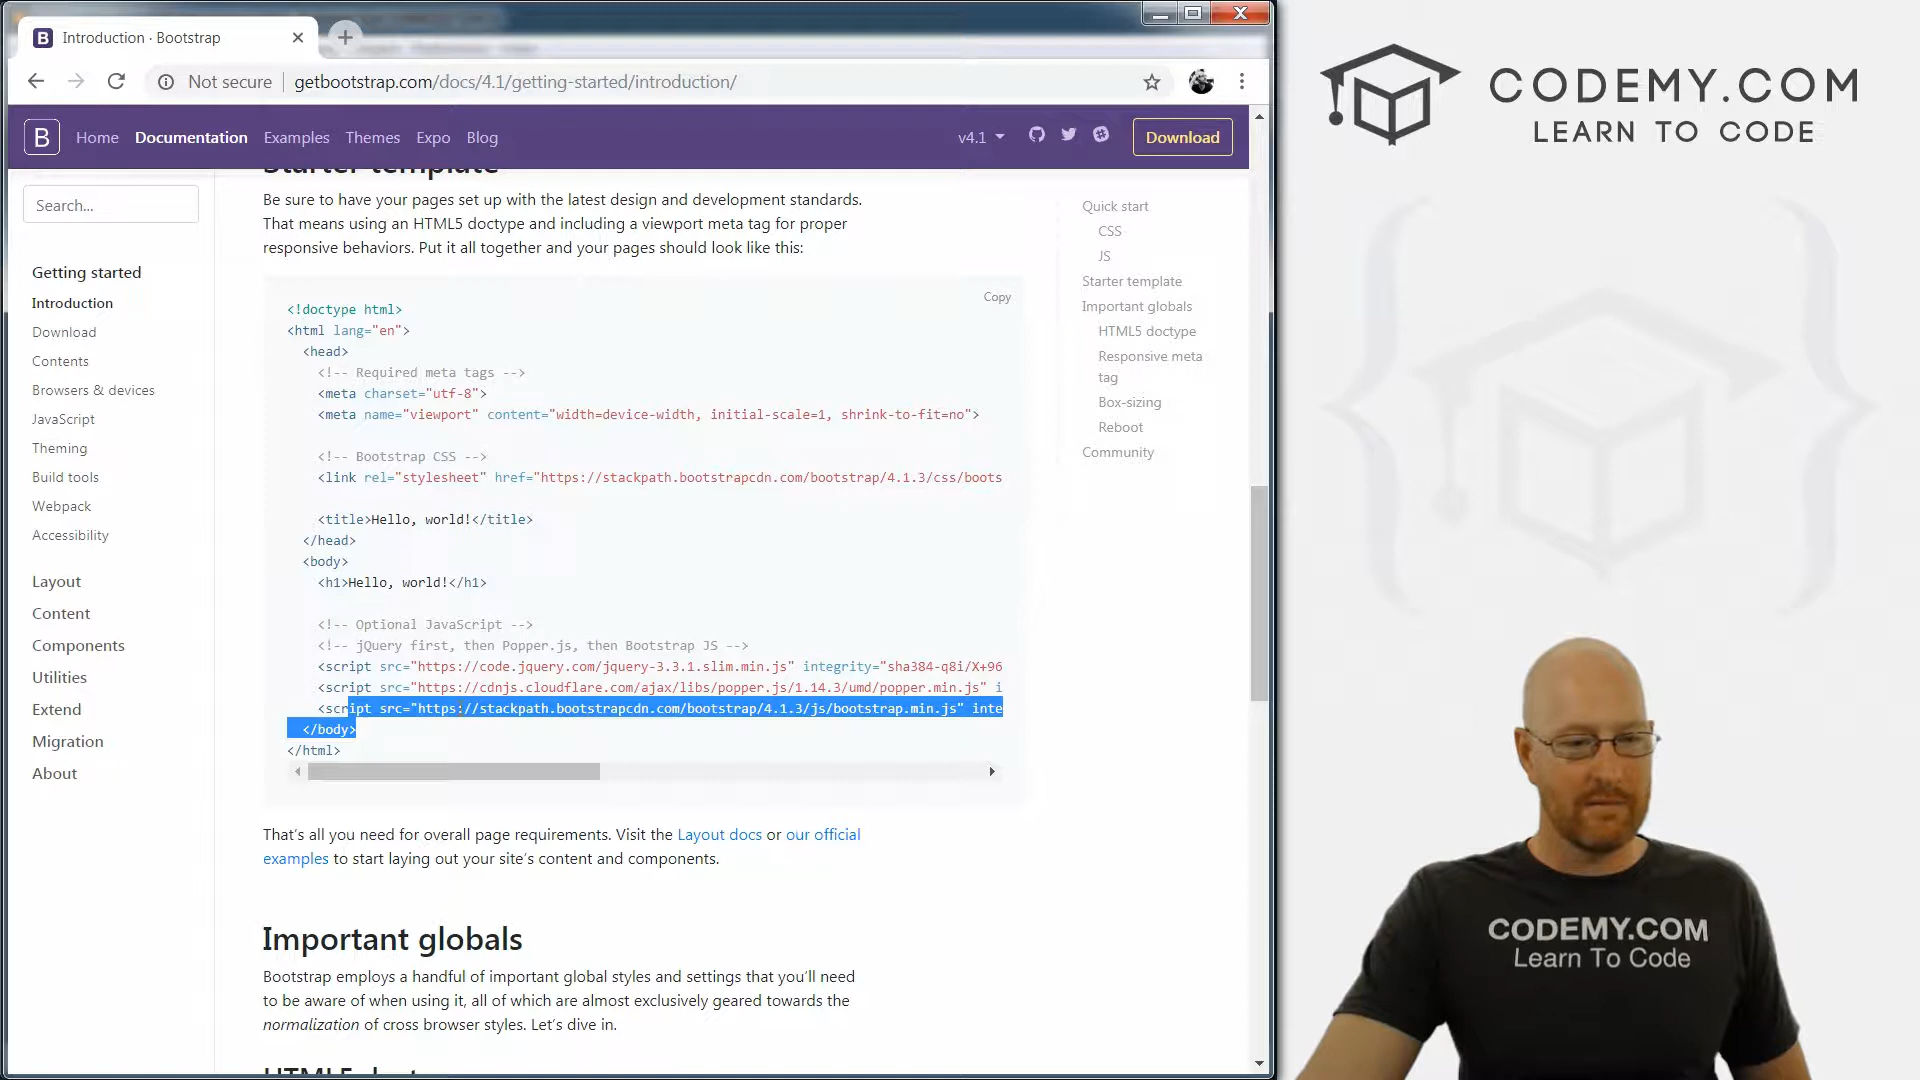 Introduction · Bootstrap
Not secure
getbootstrap.com/docs/4.1/getting-started/introduction/
B
Home
Documentation
Examples
Themes
Expo
Blog
v4.1
Download
Search...
Getting started
Introduction
Download
Contents
Browsers & devices
JavaScript
Theming
Build tools
Webpack
Accessibility
Layout
Content
Components
Utilities
Extend
Migration
About
Starter template
Be sure to have your pages set up with the latest design and development standards.
That means using an HTML5 doctype and including a viewport meta tag for proper
responsive behaviors. Put it all together and your pages should look like this:
Copy
<!doctype html>
<html lang="en">
<head>
<!-- Required meta tags -->
<meta charset="utf-8">
<meta name="viewport" content="width=device-width, initial-scale=1, shrink-to-fit=no">
<!-- Bootstrap CSS -->
<link rel="stylesheet" href="https://stackpath.bootstrapcdn.com/bootstrap/4.1.3/css/boots
<title>Hello, world!</title>
</head>
<body>
<h1>Hello, world!</h1>
<!-- Optional JavaScript -->
<!-- jQuery first, then Popper.js, then Bootstrap JS -->
<script src="https://code.jquery.com/jquery-3.3.1.slim.min.js" integrity="sha384-q8i/X+96
<script src="https://cdnjs.cloudflare.com/ajax/libs/popper.js/1.14.3/umd/popper.min.js" i
<script src="https://stackpath.bootstrapcdn.com/bootstrap/4.1.3/js/bootstrap.min.js" inte
</body>
</html>
That's all you need for overall page requirements. Visit the Layout docs or our official
examples to start laying out your site's content and components.
Important globals
Bootstrap employs a handful of important global styles and settings that you'll need
to be aware of when using it, all of which are almost exclusively geared towards the
normalization of cross browser styles. Let's dive in.
Quick start
CSS
JS
Starter template
Important globals
HTML5 doctype
Responsive meta
tag
Box-sizing
Reboot
Community
CODEMY.COM
LEARN TO CODE
CODEMY.COM
Learn To Code